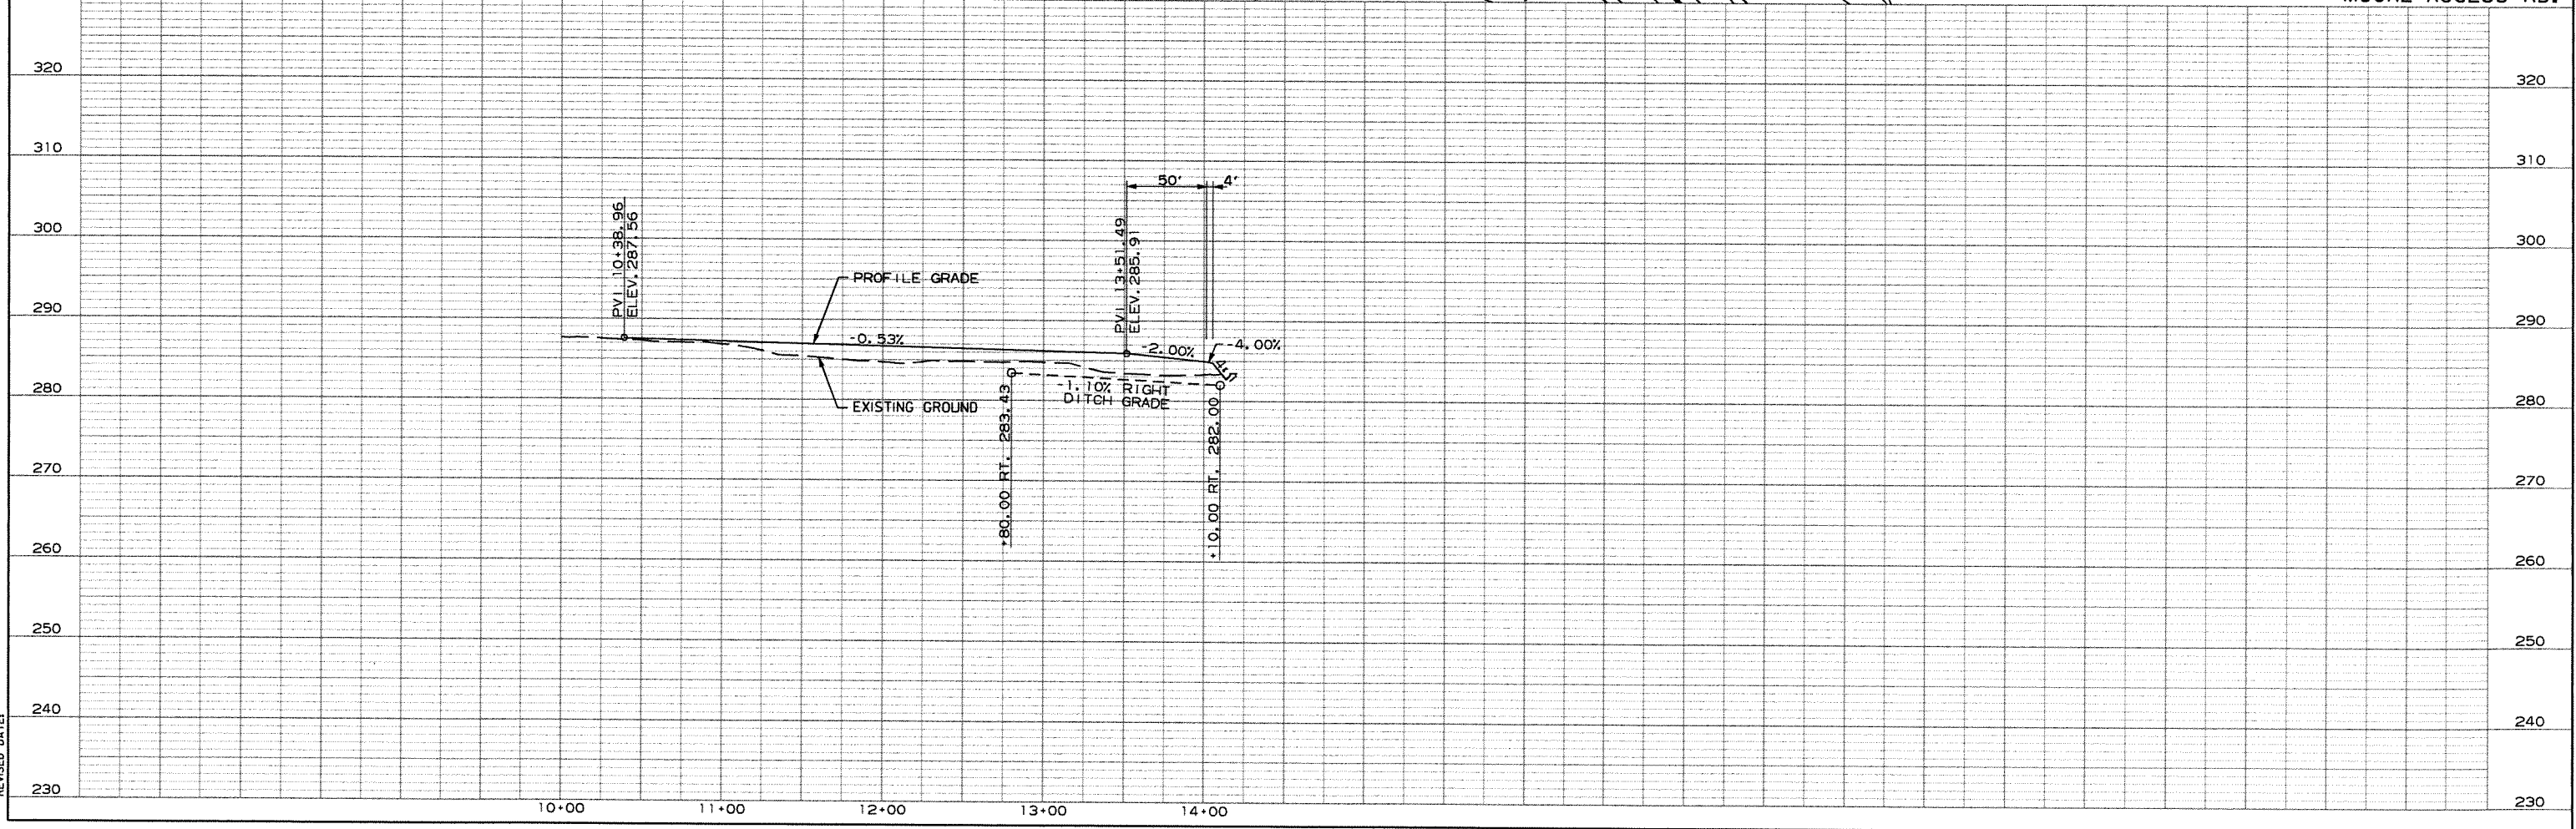 320 320
310 310
50' 4'
300 300
PVI 10+38.96
ELEV. 287.56
PVI 13+51.49
ELEV. 285.91
PROFILE GRADE
290 290
-0.53%
-2.00%
-4.00%
4:1
-1.10% RIGHT
DITCH GRADE
280 280
EXISTING GROUND
+80.00 RT. 283.43
+10.00 RT. 282.00
270 270
260 260
250 250
240 240
230 230
10+00 11+00 12+00 13+00 14+00